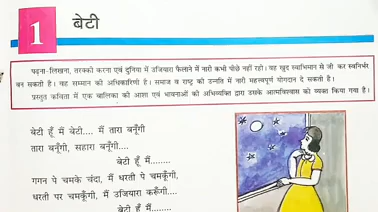 1
बेटी
पढ़ना-लिखना, तरक्की करना एवं दुनिया में उजियारा फैलाने में नारी कभी पीछे नहीं रही। वह खुद स्वाभिमान से जी कर स्वनिर्भर
बन सकती है। वह सम्मान की अधिकारिणी है। समाज व राष्ट्र की उन्नति में नारी महत्त्वपूर्ण योगदान दे सकती है।
प्रस्तुत कविता में एक बालिका की आशा एवं भावनाओं की अभिव्यक्ति द्वारा उसके आत्मविश्वास को व्यक्त किया गया है।
बेटी हूँ मैं बेटी.... मैं तारा बनूँगी
तारा बनूँगी, सहारा बनूँगी....
बेटी हूँ मैं........
गगन पे चमके चंदा, मैं धरती पे चमकूँगी,
धरती पर चमकूँगी, मैं उजियारा करूँगी....
बेटी हूँ मैं........